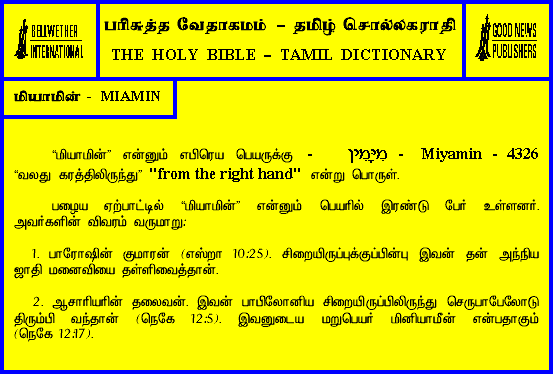 BELLWETHER
INTERNATIONAL
பரிசுத்த வேதாகமம் – தமிழ் சொல்லகராதி
THE HOLY BIBLE – TAMIL DICTIONARY
GOOD NEWS
PUBLISHERS
மியாமின் - MIAMIN
“மியாமின்” என்னும் எபிரெய பெயருக்கு - מִיָּמִין - Miyamin - 4326
“வலது கரத்திலிருந்து” "from the right hand" என்று பொருள்.
பழைய ஏற்பாட்டில் “மியாமின்” என்னும் பெயரில் இரண்டு பேர் உள்ளனர்.
அவர்களின் விவரம் வருமாறு:
1. பாரோஷின் குமாரன் (எஸ்றா 10:25). சிறையிருப்புக்குப்பின்பு இவன் தன் அந்நிய
ஜாதி மனைவியை தள்ளிவைத்தான்.
2. ஆசாரியரின் தலைவன். இவன் பாபிலோனிய சிறையிருப்பிலிருந்து செருபாபேலோடு
திரும்பி வந்தான் (நெகே 12:5). இவனுடைய மறுபெயர் மினியாமீன் என்பதாகும்
(நெகே 12:17).